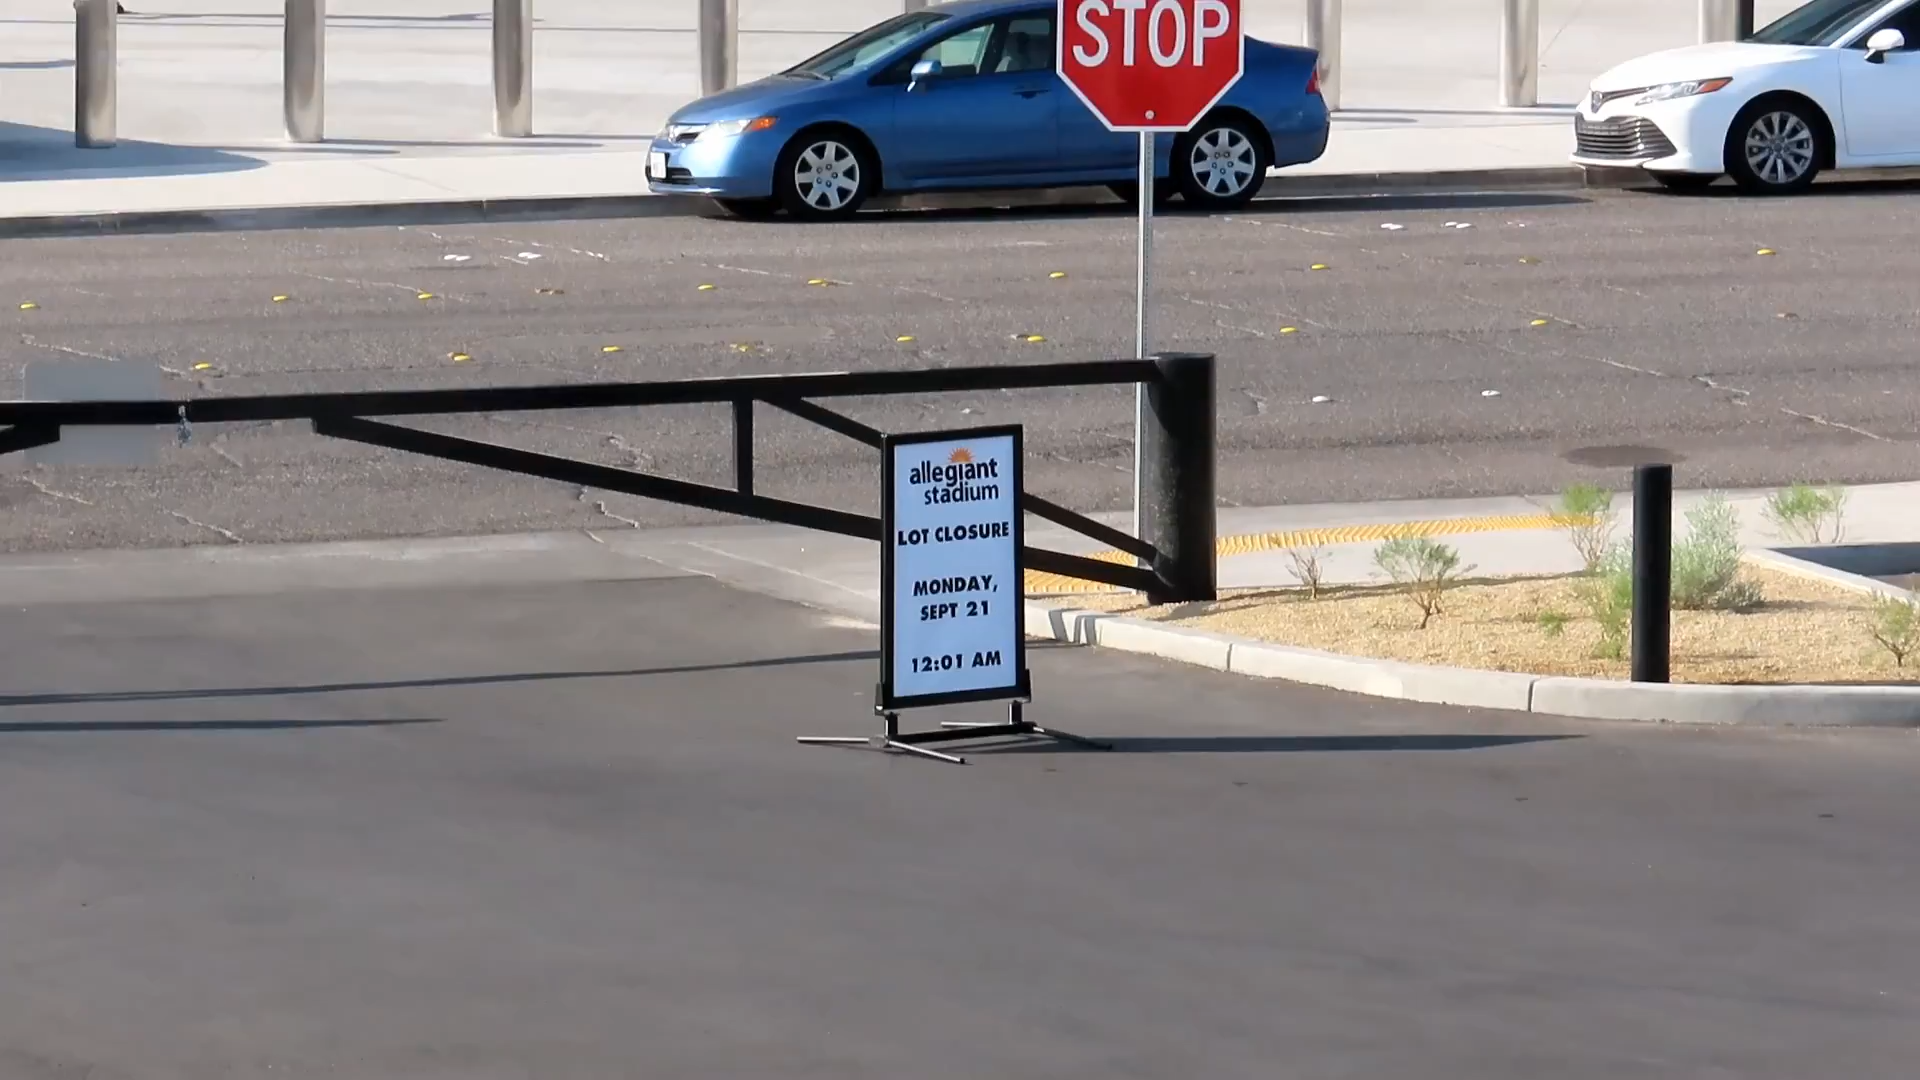 STOP
allegiant
stadium
LOT CLOSURE
MONDAY,
SEPT 21
12:01 AM